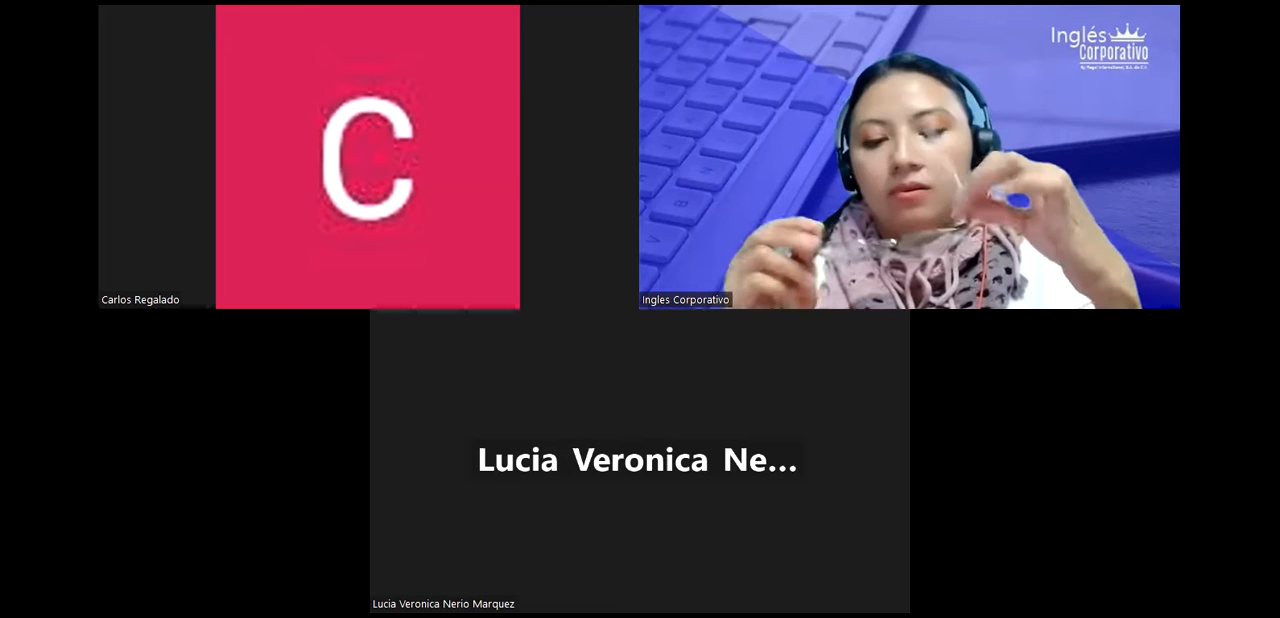 C
Carlos Regalado
Inglés
Corporativo
Ingles Corporativo
Lucia Veronica Ne...
Lucia Veronica Nerio Marquez